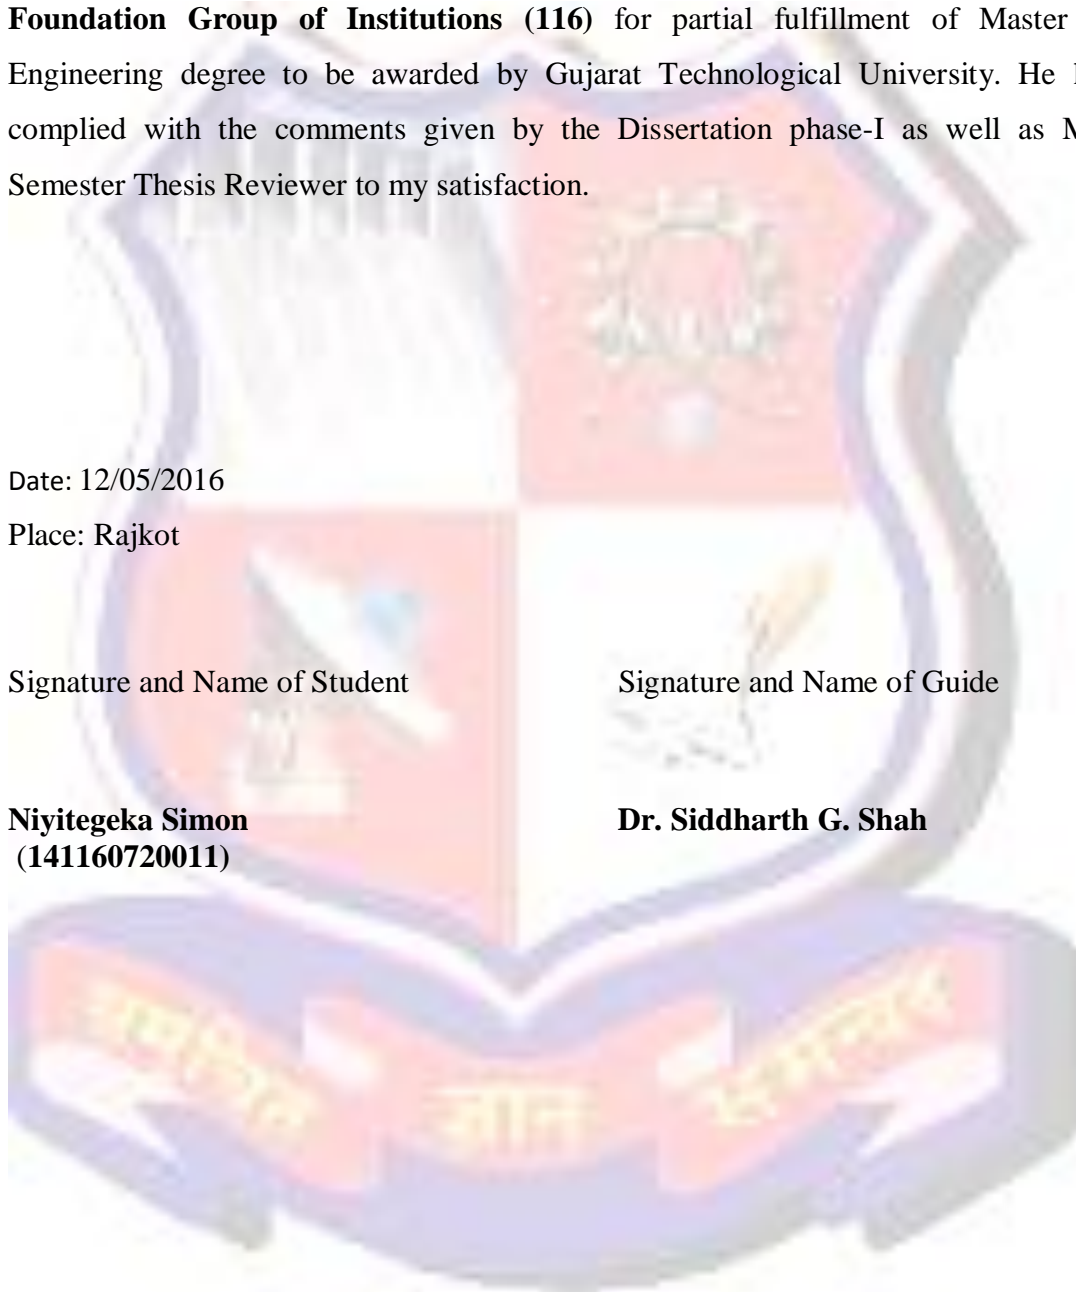 Foundation Group of Institutions (116) for partial fulfillment of Master
Engineering degree to be awarded by Gujarat Technological University. He
complied with the comments given by the Dissertation phase-I as well as
Semester Thesis Reviewer to my satisfaction.
Date: 12/05/2016
Place: Rajkot
Signature and Name of Student Signature and Name of Guide
Niyitegeka Simon Dr. Siddharth G. Shah
(141160720011)
ज्ञान